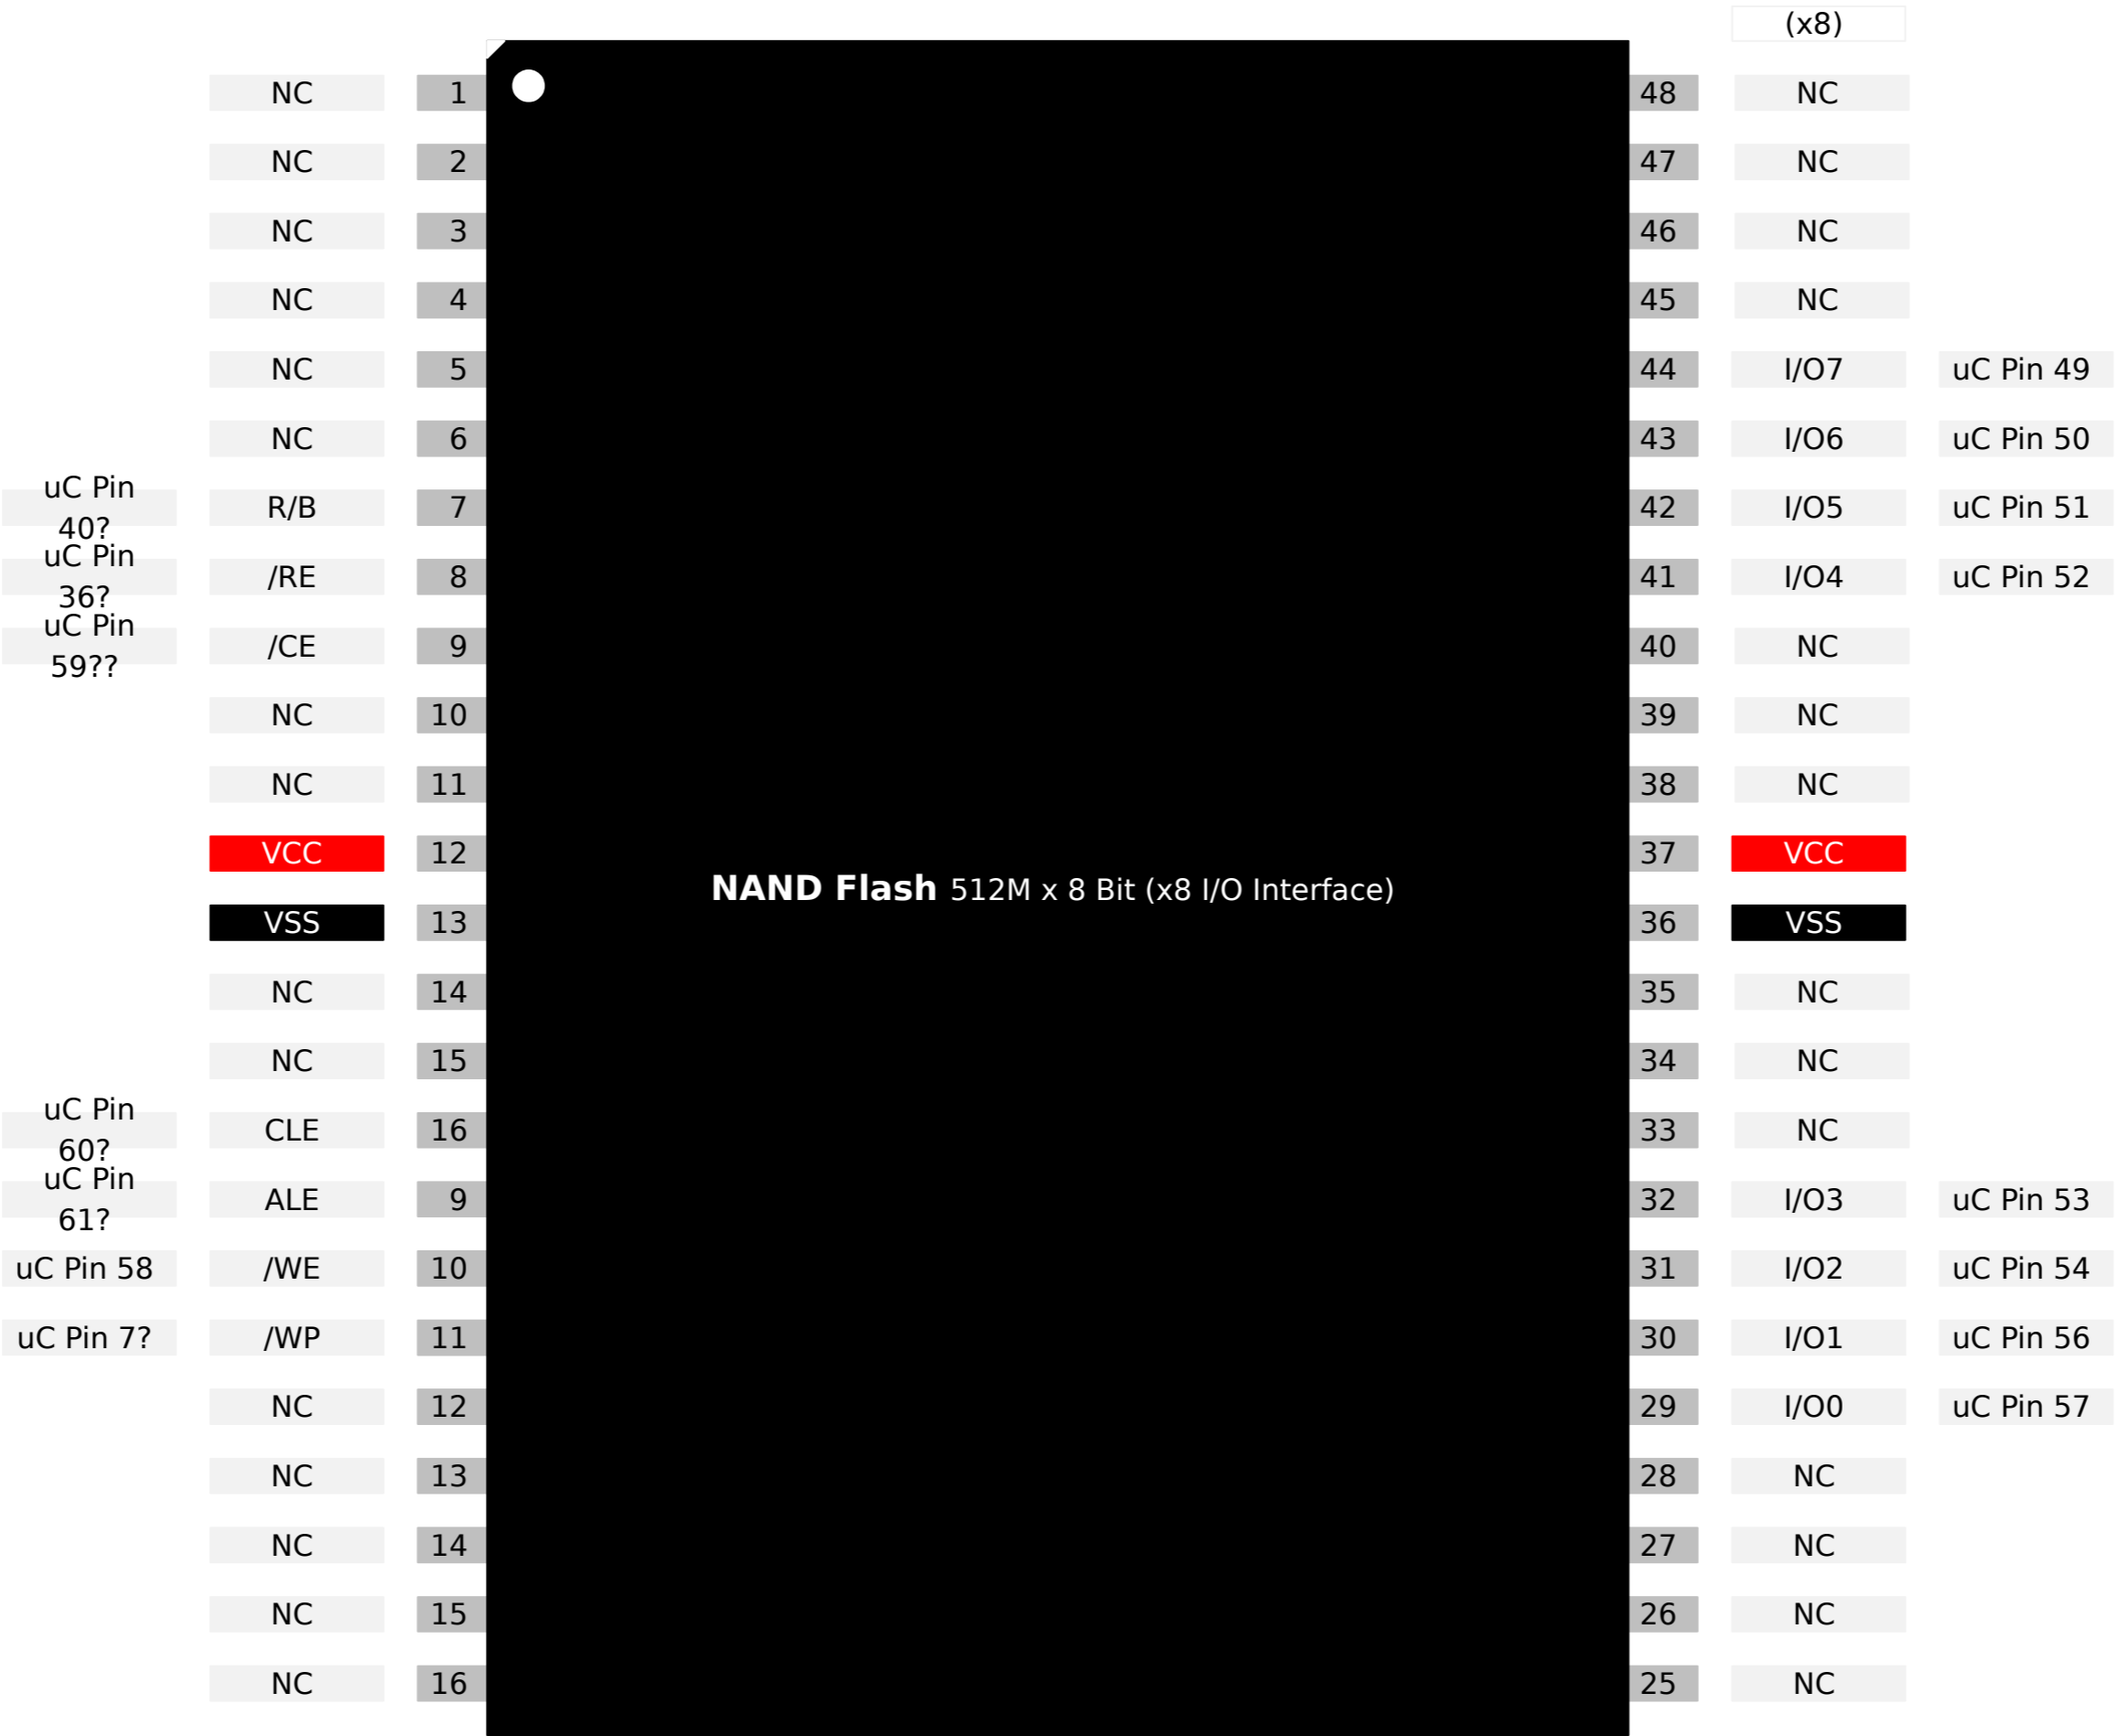 (x8)
NC 1 48 NC
NC 2 47 NC
NC 3 46 NC
NC 4 45 NC
NC 5 44 I/O7 uC Pin 49
NC 6 43 I/O6 uC Pin 50
uC Pin
40?
R/B 7 42 I/O5 uC Pin 51
uC Pin
36?
/RE 8 41 I/O4 uC Pin 52
uC Pin
59??
/CE 9 40 NC
NC 10 39 NC
NC 11 38 NC
VCC 12 37 VCC
NAND Flash 512M x 8 Bit (x8 I/O Interface)
VSS 13 36 VSS
NC 14 35 NC
NC 15 34 NC
uC Pin
60?
CLE 16 33 NC
uC Pin
61?
ALE 9 32 I/O3 uC Pin 53
uC Pin 58 /WE 10 31 I/O2 uC Pin 54
uC Pin 7? /WP 11 30 I/O1 uC Pin 56
NC 12 29 I/O0 uC Pin 57
NC 13 28 NC
NC 14 27 NC
NC 15 26 NC
NC 16 25 NC